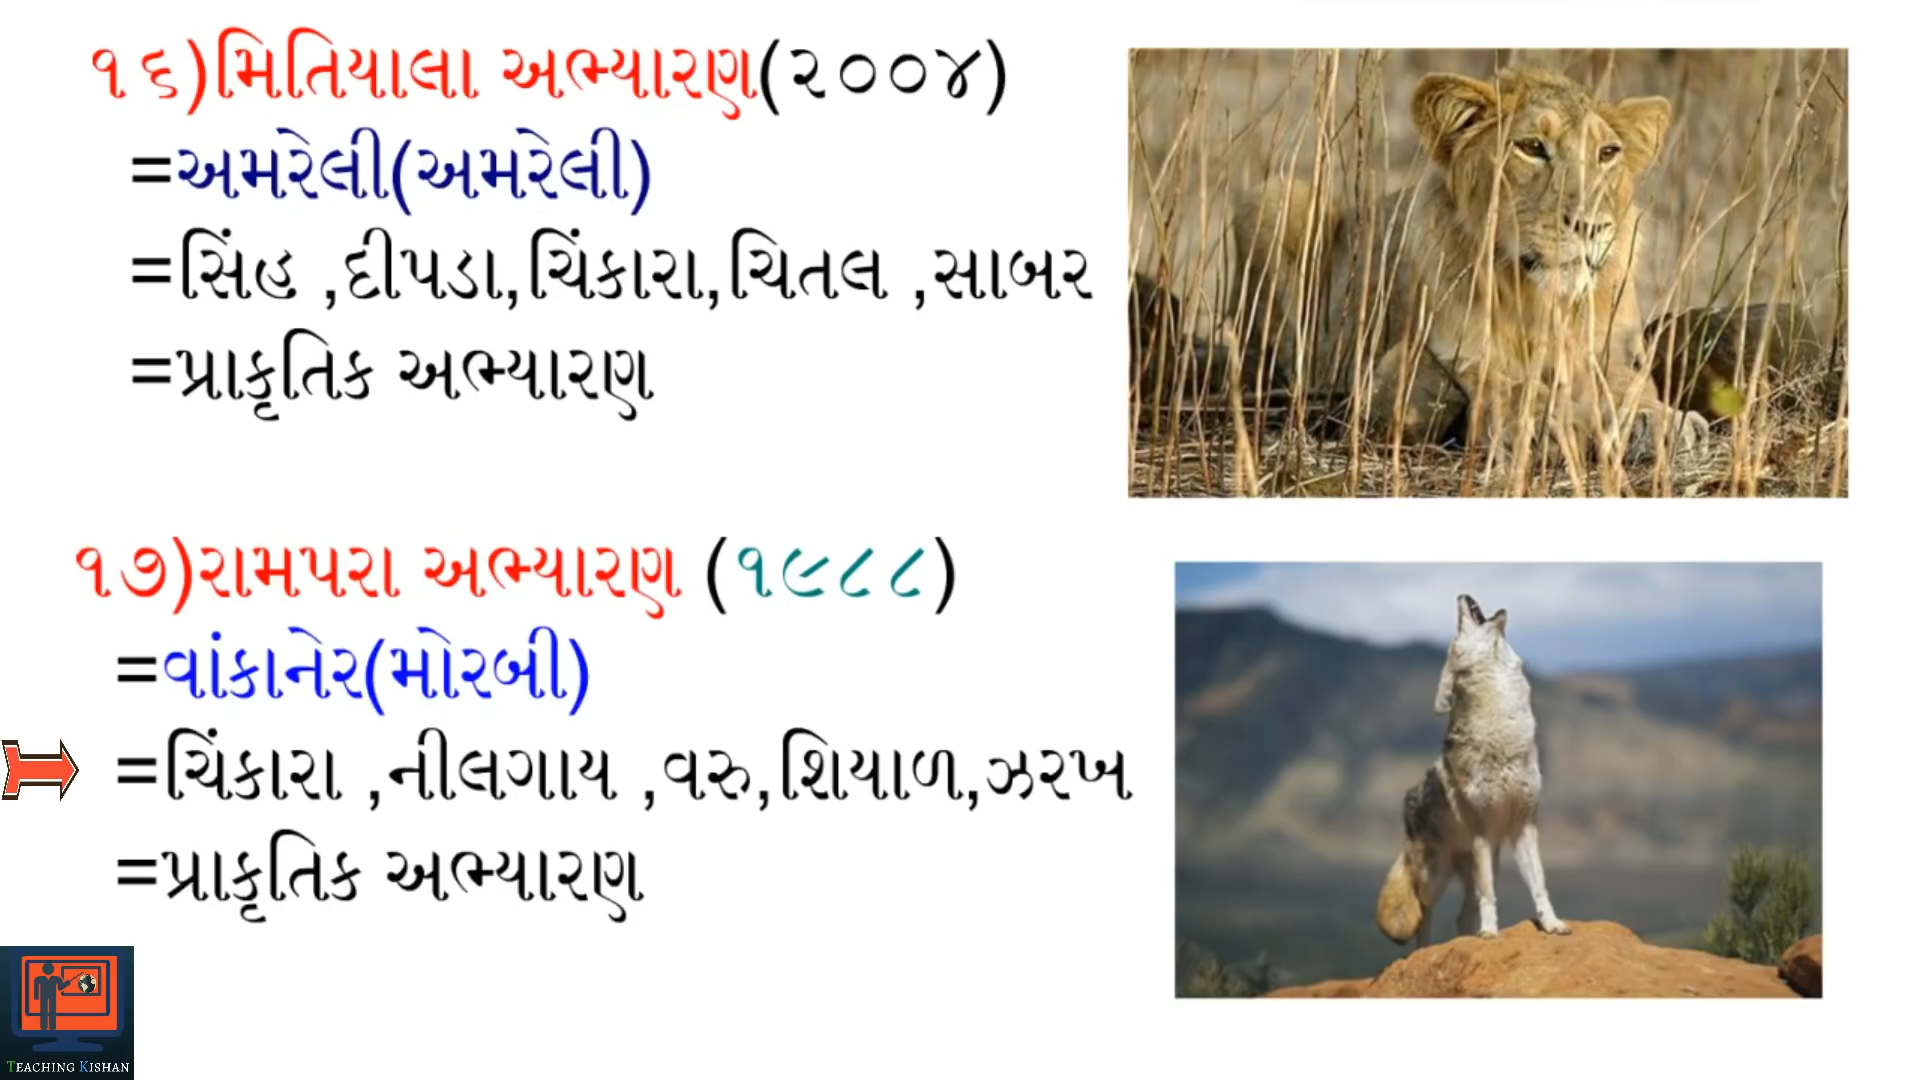 ૧૬)મિતિયાલા અભ્યારણ(૨૦૦૪)
=અમરેલી(અમરેલી)
=સિંહ ,દીપડા,ચિંકારા,ચિતલ ,સાબર
=પ્રાકૃતિક અભ્યારણ
૧૭)રામપરા અભ્યારણ (૧૯૮૮)
=વાંકાનેર(મોરબી)
=ચિંકારા ,નીલગાય ,વરુ,શિયાળ,ઝરખ
=પ્રાકૃતિક અભ્યારણ
TEACHING KISHAN